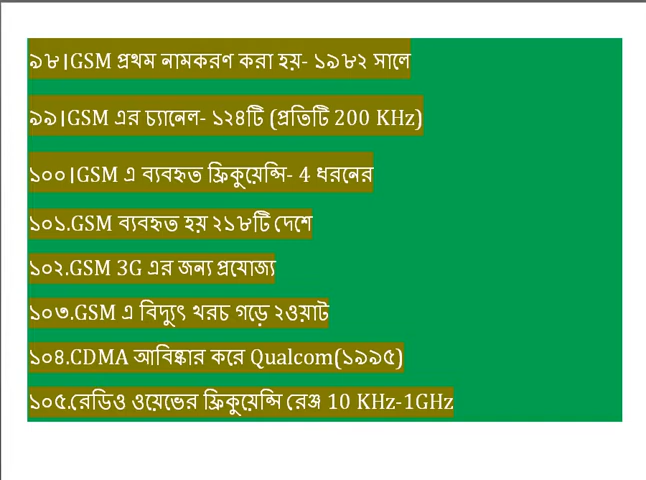 ৯৮।GSM প্রথম নামকরণ করা হয়- ১৯৮২ সালে
৯৯।GSM এর চ্যানেল- ১২৪টি (প্রতিটি 200 KHz)
১০০।GSM এ ব্যবহৃত ফ্রিকুয়েন্সি- 4 ধরনের
১০১.GSM ব্যবহৃত হয় ২১৮টি দেশে
১০২.GSM 3G এর জন্য প্রযোজ্য
১০৩.GSM এ বিদ্যুৎ খরচ গড়ে ২ওয়াট
১০৪.CDMA আবিষ্কার করে Qualcom(১৯৯৫)
১০৫.রেডিও ওয়েভের ফ্রিকুয়েন্সি রেঞ্জ 10 KHz-1GHz